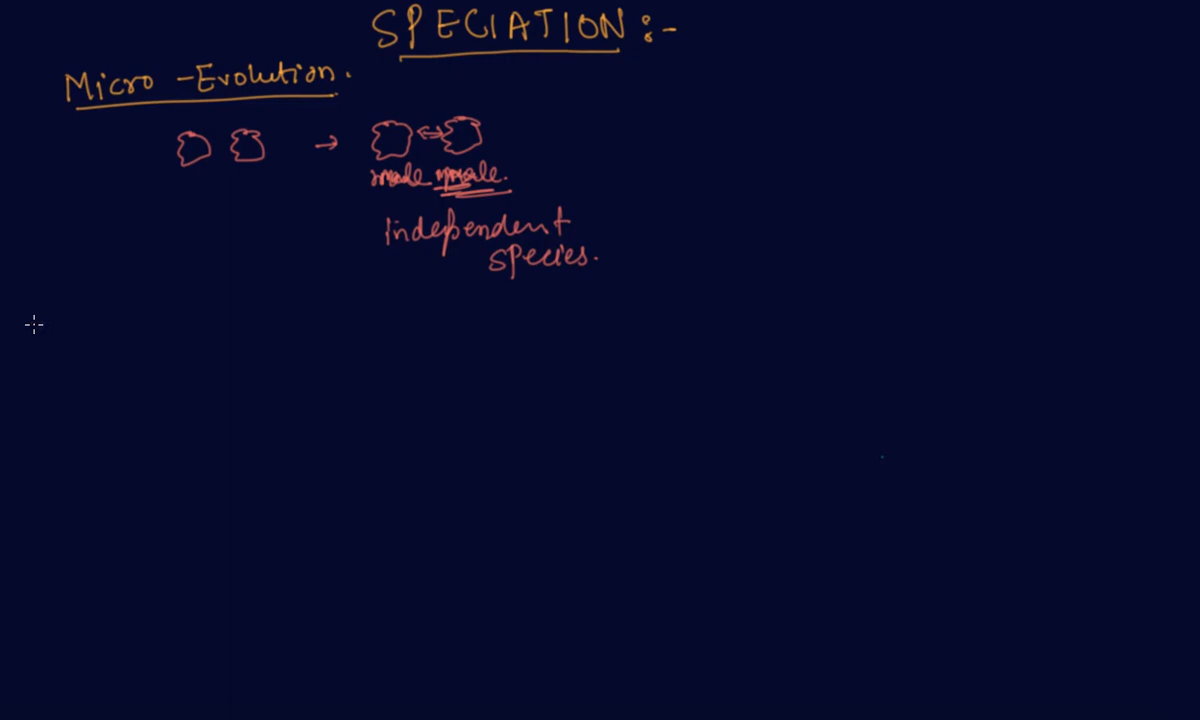 SPECIATION :-
Micro -Evolution.
male
Independent
species.